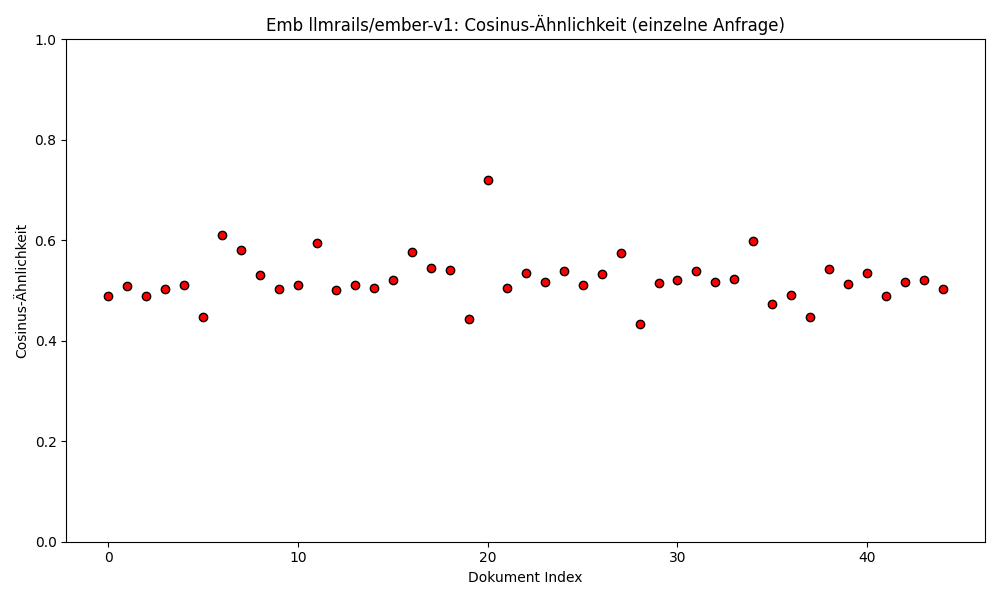 Emb llmrails/ember-v1: Cosinus-Ähnlichkeit (einzelne Anfrage)
1.0
0.8
0.6
0.4
0.2
0.0
Cosinus-Ähnlichkeit
0 10 20 30 40
Dokument Index